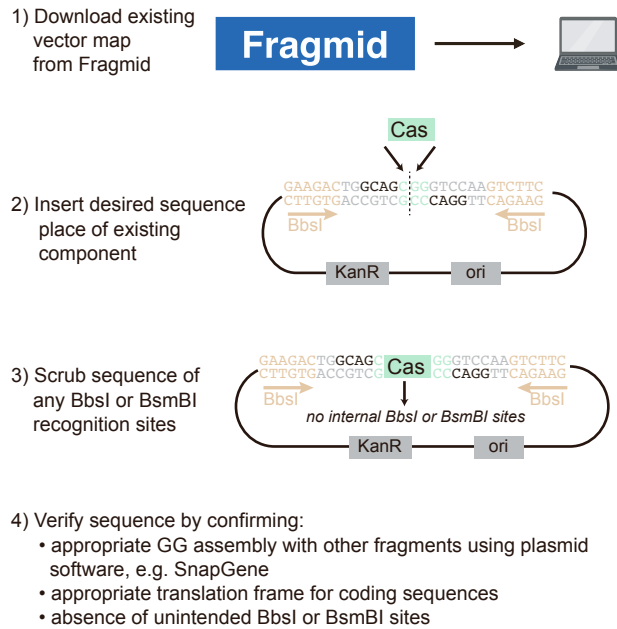 1) Download existing
vector map
from Fragmid
Fragmid
Cas
2) Insert desired sequence
place of existing
component
GAAGACTGGCAGCGGGTCCAAGTCTTC
CTTGTGACCGTCGCCCAGGTTCAGAAG
BbsI
BbsI
KanR
ori
3) Scrub sequence of
any BbsI or BsmBI
recognition sites
GAAGACTGGCAGC Cas GGGTCCAAGTCTTC
CTTGTGACCGTCG CCCAGGTTCAGAAG
BbsI
BbsI
no internal BbsI or BsmBI sites
KanR
ori
4) Verify sequence by confirming:
• appropriate GG assembly with other fragments using plasmid
software, e.g. SnapGene
• appropriate translation frame for coding sequences
• absence of unintended BbsI or BsmBI sites